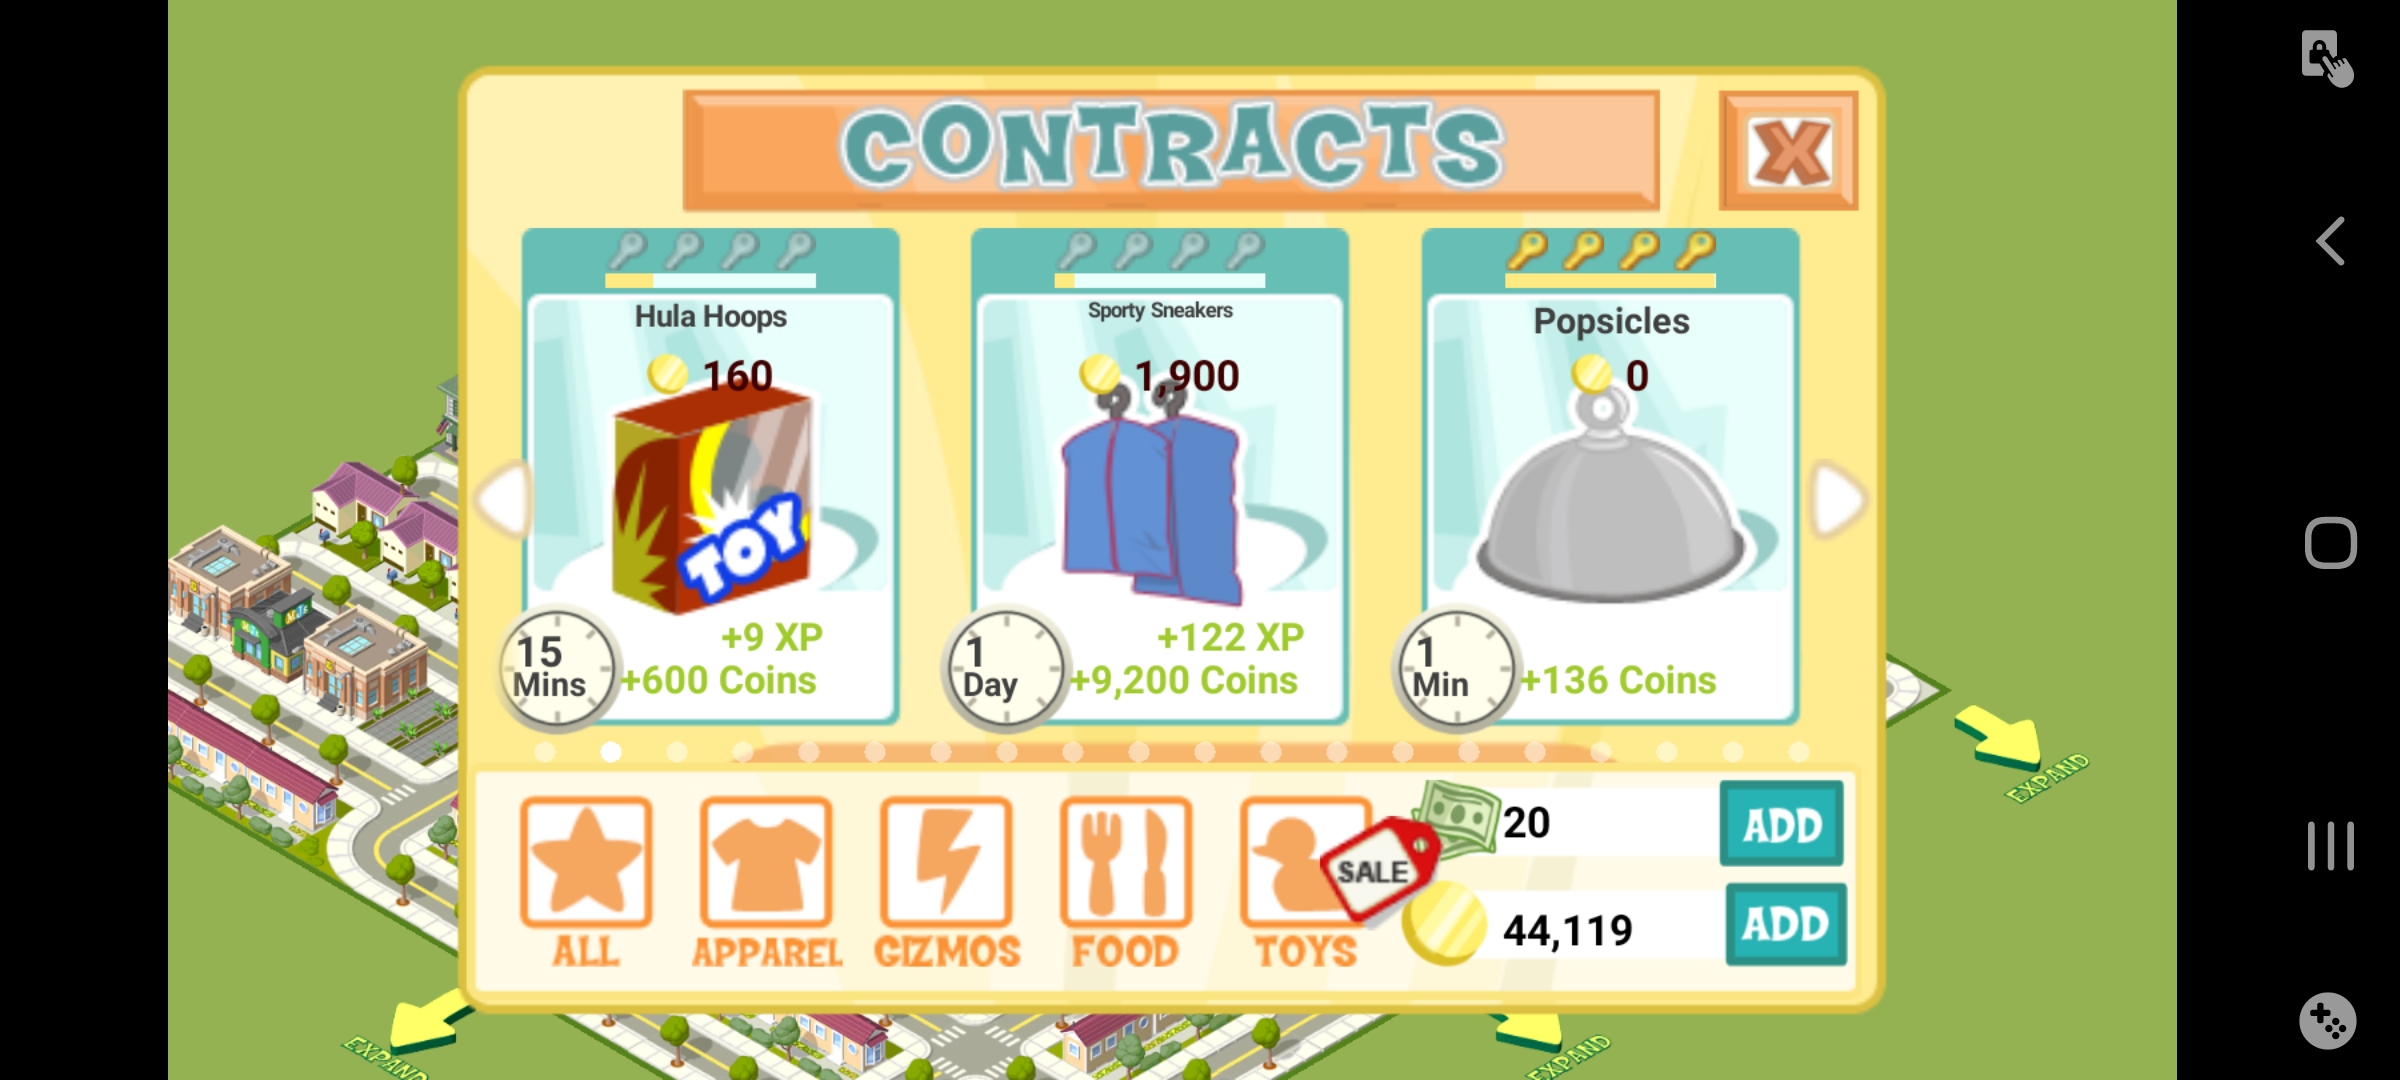 CONTRACTS
X
Hula Hoops
160
TOY
15
Mins
+9 XP
+600 Coins
Sporty Sneakers
1,900
1
Day
+122 XP
+9,200 Coins
Popsicles
0
1
Min
+136 Coins
EXPAND
ALL
APPAREL
GIZMOS
FOOD
TOYS
SALE
20
ADD
44,119
ADD
EXPAND
EXPAND